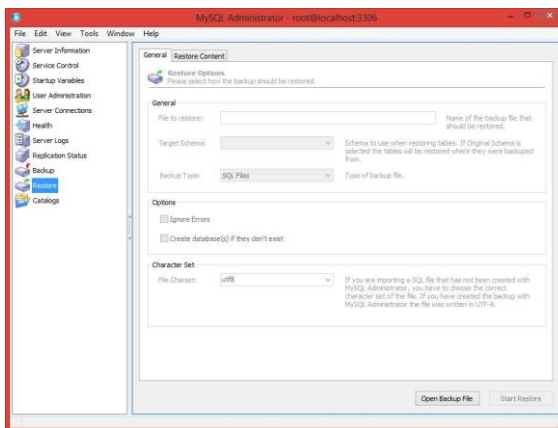 MySQL Administrator - root@localhost:3306
File Edit View Tools Window Help
Server Information
Service Control
Startup Variables
User Administration
Server Connections
Health
Server Logs
Replication Status
Backup
Restore
Catalogs
General Restore Content
Restore Options
Please select how the backup should be restored.
General
File to restore:
Name of the backup file that
should be restored.
Target Schema:
Schema to use when restoring tables. If Original Schema is
selected the tables will be restored where they were backuped
from.
Backup Type: SQL Files Type of backup file.
Options
Ignore Errors
Create database(s) if they don't exist
Character Set
File Charset: utf8
If you are importing a SQL file that has not been created with
MySQL Administrator, you have to choose the correct
character set of the file. If you have created the backup with
MySQL Administrator the file was written in UTF-8.
Open Backup File Start Restore